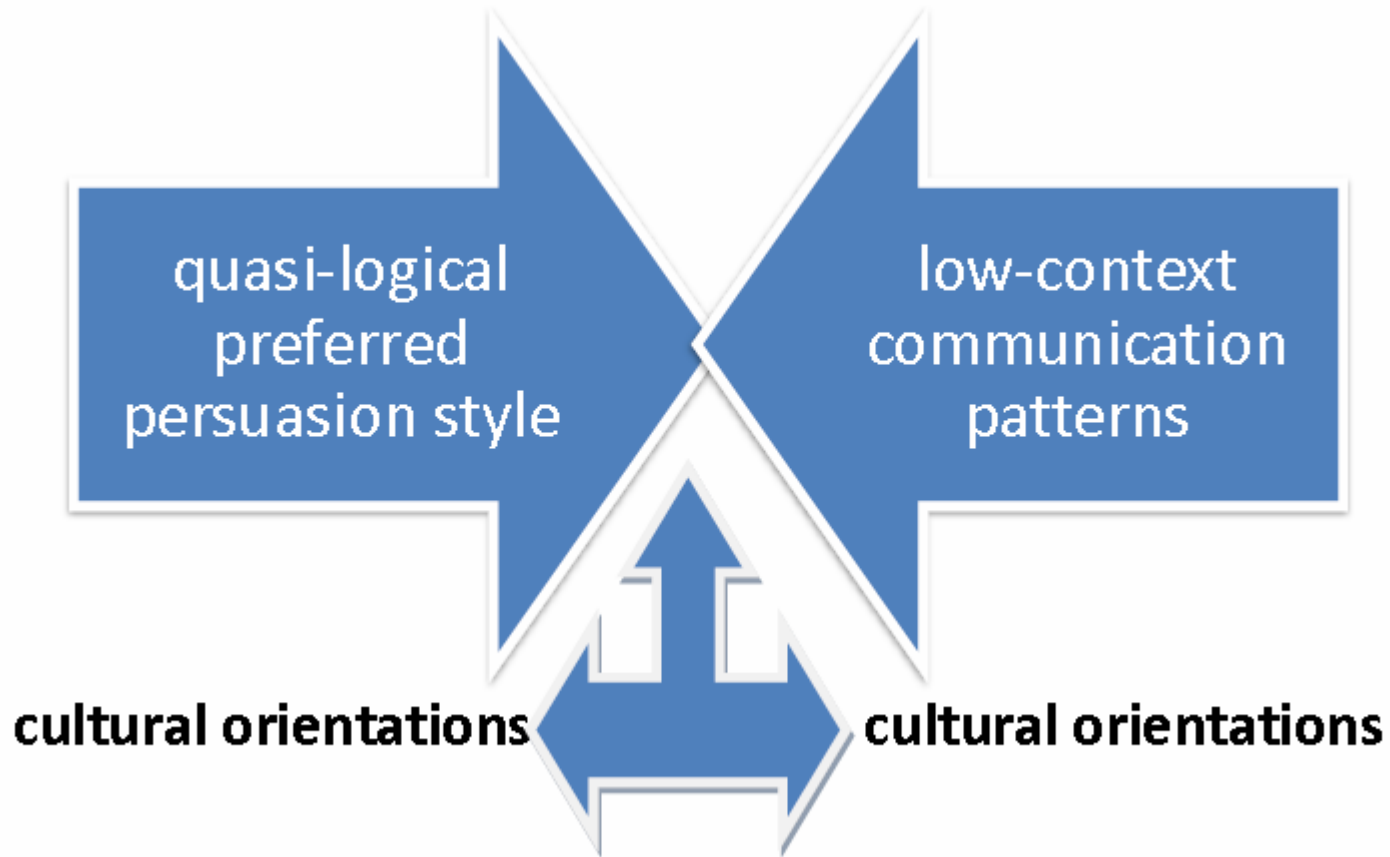 quasi-logical
preferred
persuasion style
low-context
communication
patterns
cultural orientations
cultural orientations